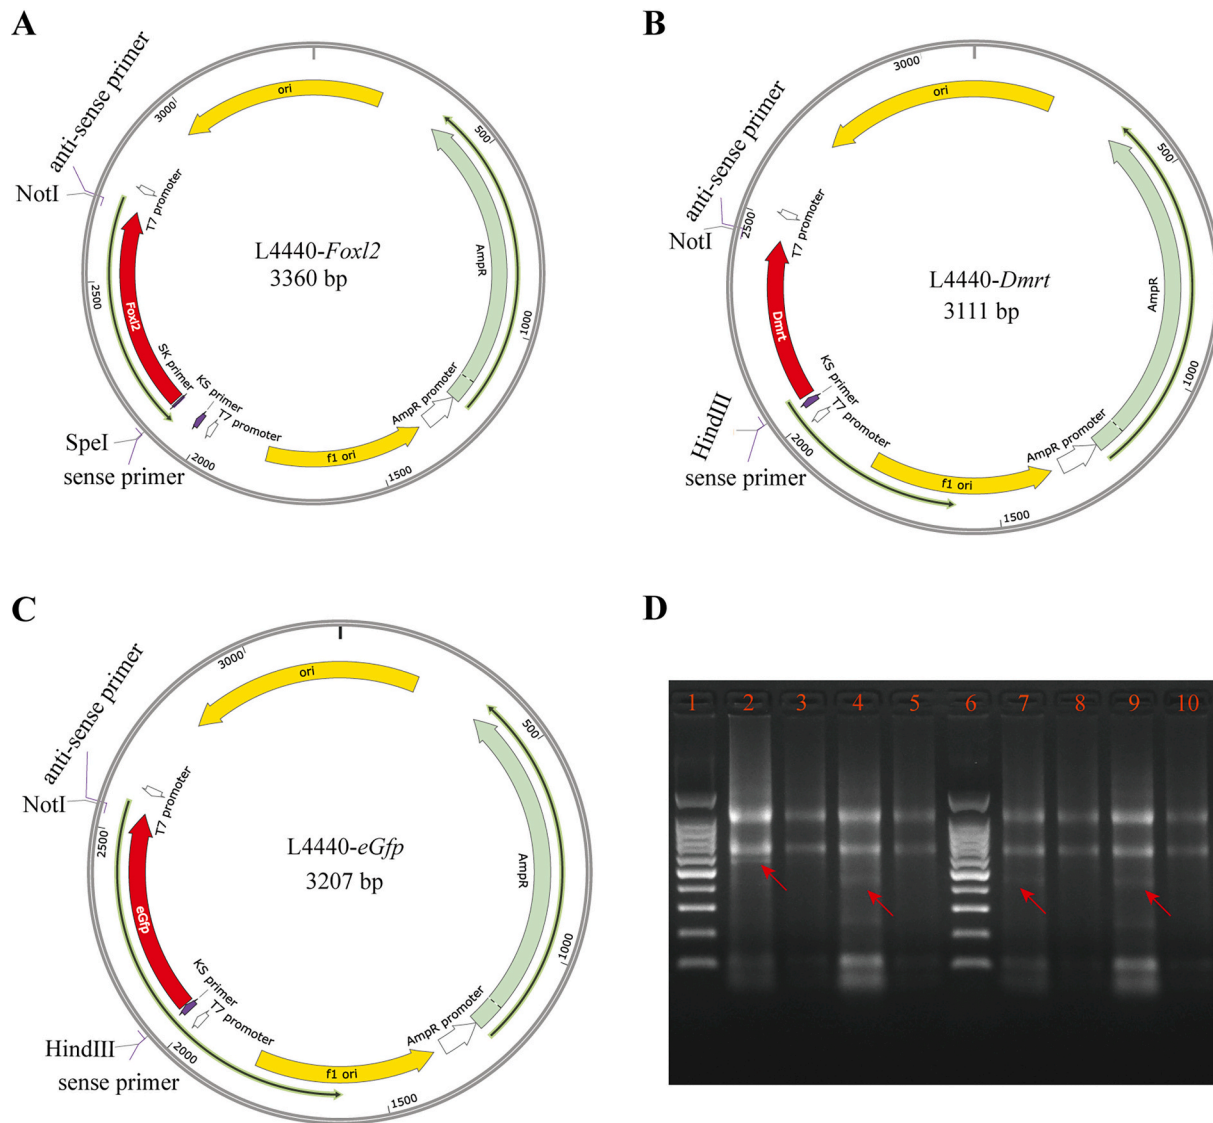 A
anti-sense primer
NotI
3000
ori
500
T7 promoter
L4440-Foxl2
3360 bp
AmpR
2500
Foxl2
SK primer
KS primer
T7 promoter
AmpR promoter
1000
SpeI
sense primer
2000
f1 ori
1500
B
anti-sense primer
NotI
3000
ori
500
2500
T7 promoter
L4440-Dmrt
3111 bp
AmpR
Dmrt
KS primer
T7 promoter
AmpR promoter
1000
HindIII
sense primer
2000
f1 ori
1500
C
anti-sense primer
NotI
3000
ori
500
2500
T7 promoter
L4440-eGfp
3207 bp
AmpR
eGfp
KS primer
T7 promoter
AmpR promoter
1000
HindIII
sense primer
2000
f1 ori
1500
D
1 2 3 4 5 6 7 8 9 10